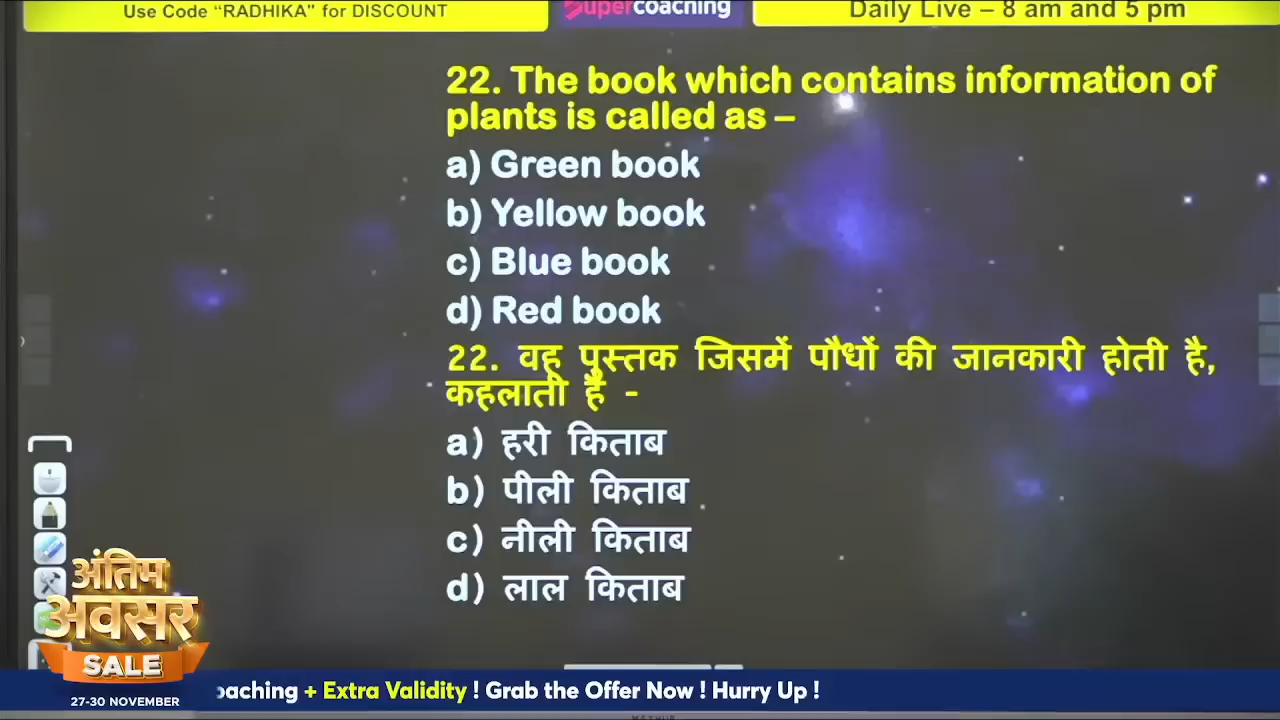 Use Code “RADHIKA” for DISCOUNT
Supercoaching
Daily Live – 8 am and 5 pm
22. The book which contains information of
plants is called as –
a) Green book
b) Yellow book
c) Blue book
d) Red book
22. वह पुस्तक जिसमें पौधों की जानकारी होती है,
कहलाती है -
a) हरी किताब
b) पीली किताब
c) नीली किताब
d) लाल किताब
अंतिम
अवसर
SALE
27-30 NOVEMBER
oaching + Extra Validity ! Grab the Offer Now ! Hurry Up !